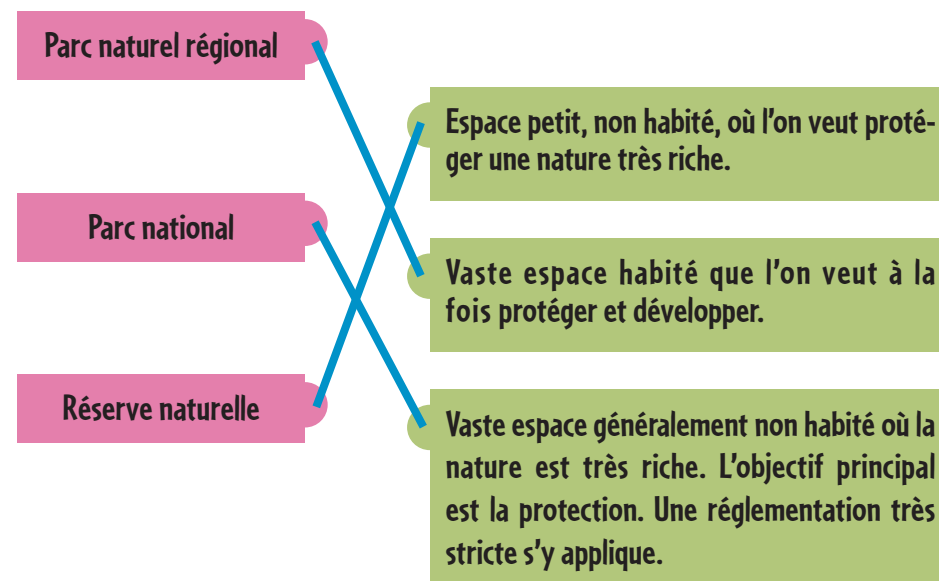 Parc naturel régional
Parc national
Réserve naturelle
Espace petit, non habité, où l'on veut proté-
ger une nature très riche.
Vaste espace habité que l'on veut à la
fois protéger et développer.
Vaste espace généralement non habité où la
nature est très riche. L'objectif principal
est la protection. Une réglementation très
stricte s'y applique.